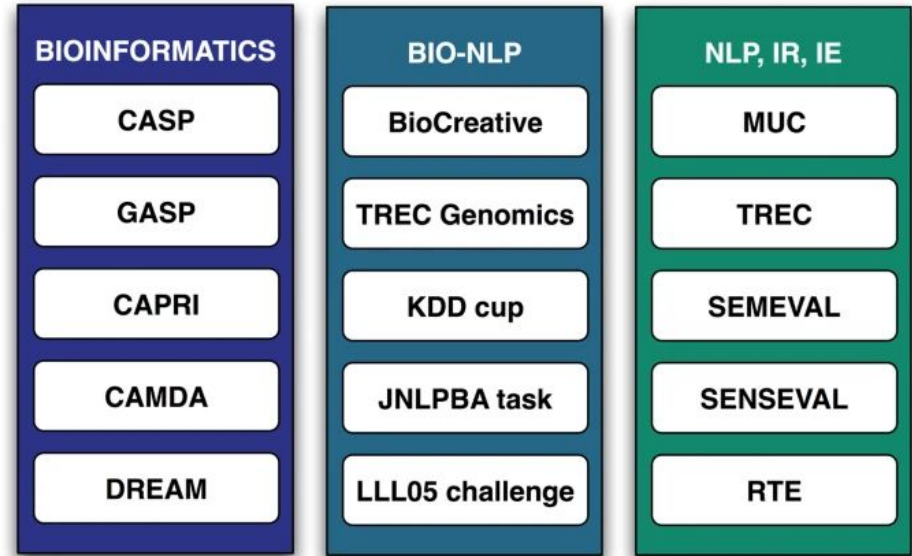 BIOINFORMATICS
CASP
GASP
CAPRI
CAMDA
DREAM
BIO-NLP
BioCreative
TREC Genomics
KDD cup
JNLPBA task
LLL05 challenge
NLP, IR, IE
MUC
TREC
SEMEVAL
SENSEVAL
RTE